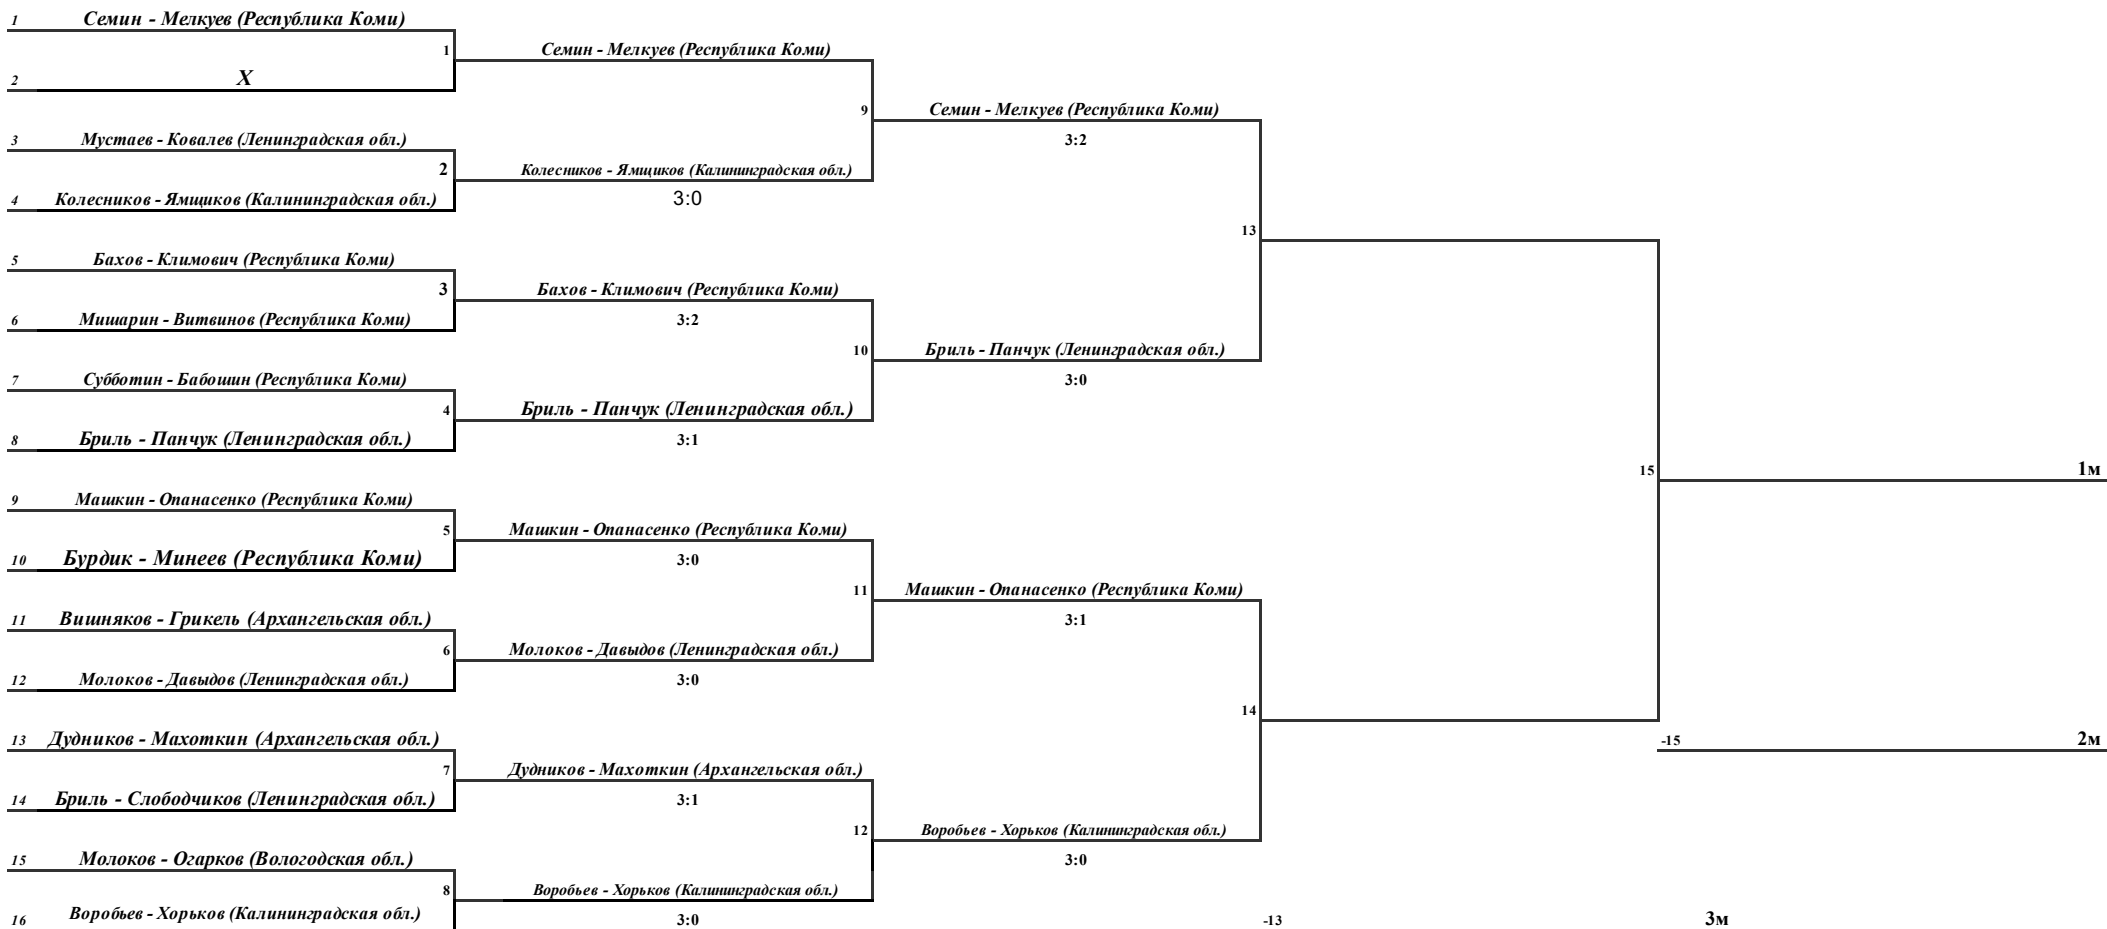 1 Семин - Мелкуев (Республика Коми)
1 Семин - Мелкуев (Республика Коми)
2 X
9 Семин - Мелкуев (Республика Коми)
3 Мустаев - Ковалев (Ленинградская обл.)
3:2
2 Колесников - Ямщиков (Калининградская обл.)
4 Колесников - Ямщиков (Калининградская обл.)
3:0
13
5 Бахов - Климович (Республика Коми)
3 Бахов - Климович (Республика Коми)
6 Мишарин - Витвинов (Республика Коми)
3:2
10 Бриль - Панчук (Ленинградская обл.)
7 Субботин - Бабошин (Республика Коми)
3:0
4 Бриль - Панчук (Ленинградская обл.)
8 Бриль - Панчук (Ленинградская обл.)
3:1
15 1м
9 Машкин - Опанасенко (Республика Коми)
5 Машкин - Опанасенко (Республика Коми)
10 Бурдик - Минеев (Республика Коми)
3:0
11 Машкин - Опанасенко (Республика Коми)
11 Вишняков - Грикель (Архангельская обл.)
3:1
6 Молоков - Давыдов (Ленинградская обл.)
12 Молоков - Давыдов (Ленинградская обл.)
3:0
14
13 Дудников - Махоткин (Архангельская обл.)
-15 2м
7 Дудников - Махоткин (Архангельская обл.)
14 Бриль - Слободчиков (Ленинградская обл.)
3:1
12 Воробьев - Хорьков (Калининградская обл.)
15 Молоков - Огарков (Вологодская обл.)
3:0
8 Воробьев - Хорьков (Калининградская обл.)
16 Воробьев - Хорьков (Калининградская обл.)
3:0
-13 3м